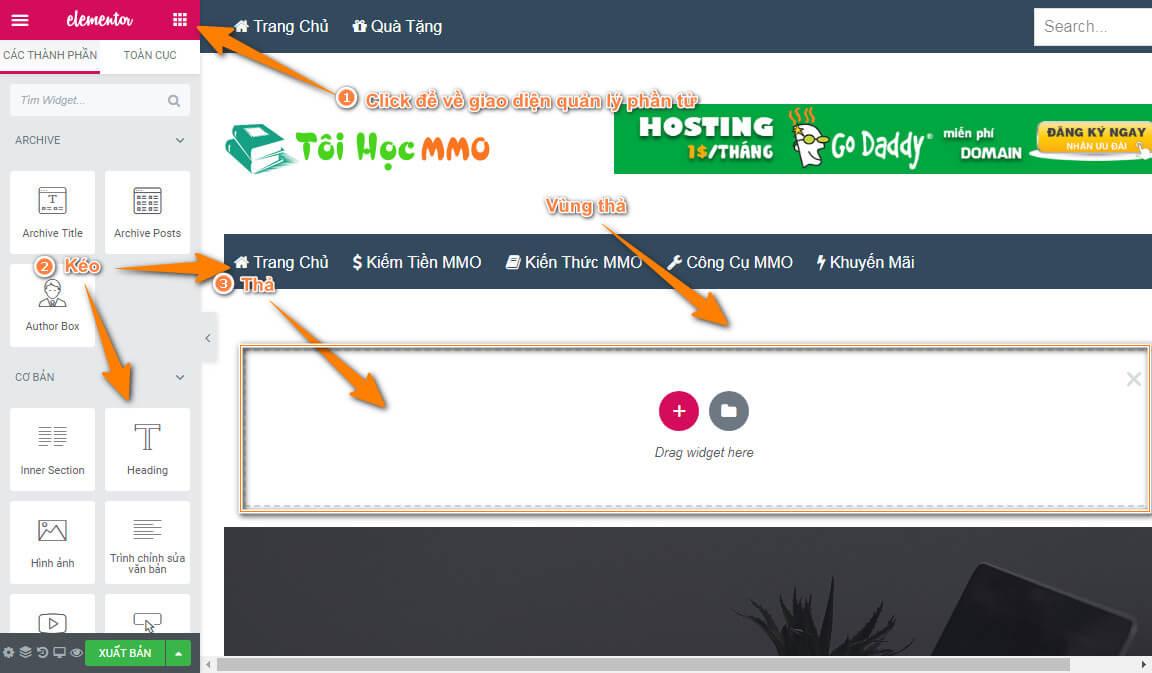 elementor
Trang Chủ
Quà Tặng
Search...
CÁC THÀNH PHẦN
TOÀN CỤC
Tìm Widget...
1 Click để về giao diện quản lý phần tử
ARCHIVE
Tôi Học MMO
HOSTING
1$/THÁNG
Go Daddy®
miễn phí
DOMAIN
ĐĂNG KÝ NGAY
NHẬN ƯU ĐÃI
Archive Title
Archive Posts
Vùng thả
2 Kéo
Trang Chủ
$ Kiếm Tiền MMO
Kiến Thức MMO
Công Cụ MMO
Khuyến Mãi
3 Thả
Author Box
CƠ BẢN
Drag widget here
Inner Section
Heading
Hình ảnh
Trình chỉnh sửa
văn bản
XUẤT BẢN